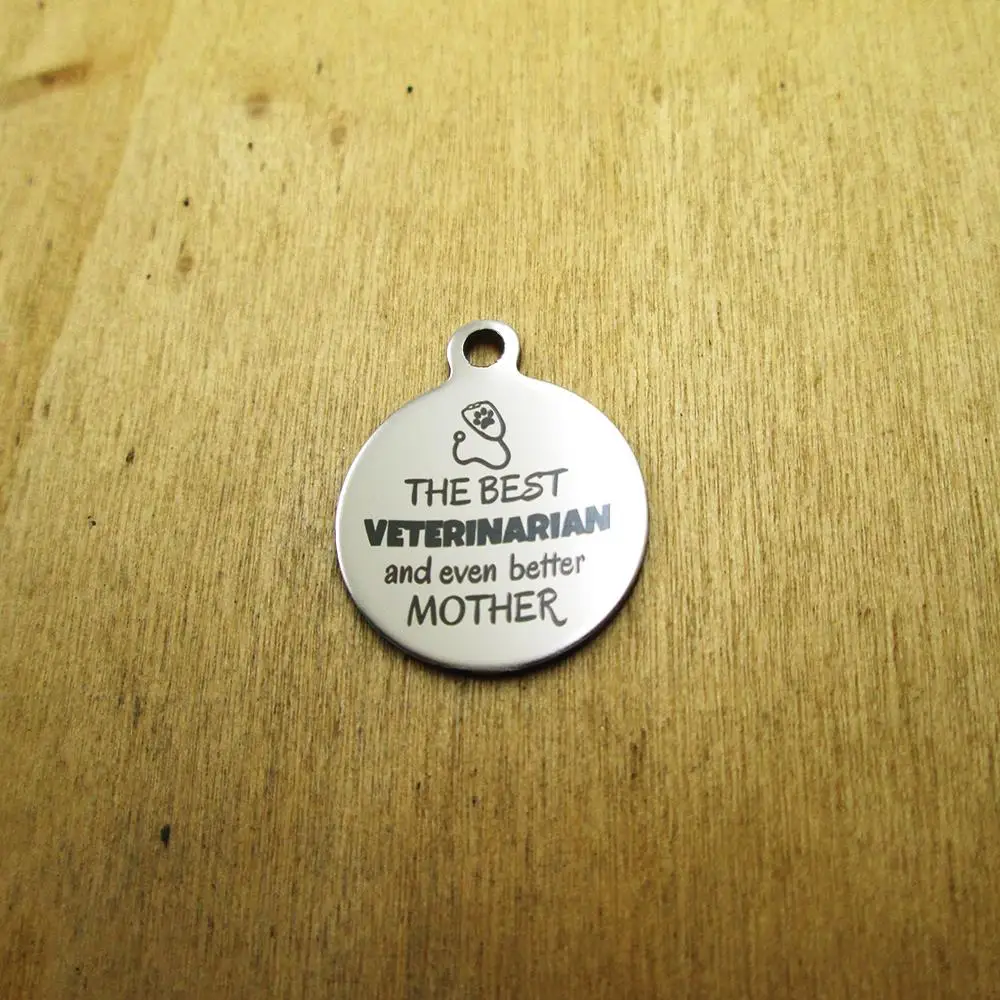 THE BEST
VETERINARIAN
and even better
MOTHER